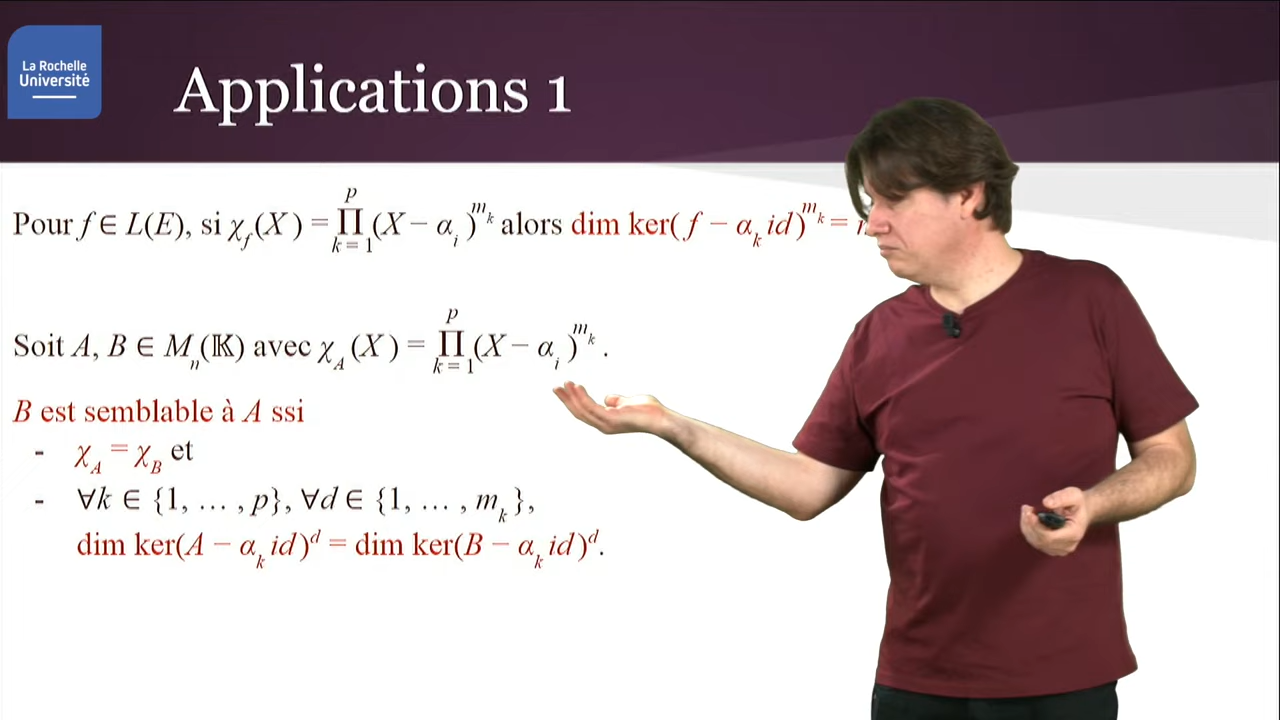 La Rochelle
Université
Applications 1
Pour f ∈ L(E), si χ_f(X) = ∏_{k=1}^{p} (X − α_i)^{m_k} alors dim ker(f − α_k id)^{m_k} =
Soit A, B ∈ M_n(𝕂) avec χ_A(X) = ∏_{k=1}^{p} (X − α_i)^{m_k}.
B est semblable à A ssi
- χ_A = χ_B et
- ∀k ∈ {1, … , p}, ∀d ∈ {1, … , m_k},
dim ker(A − α_k id)^d = dim ker(B − α_k id)^d.